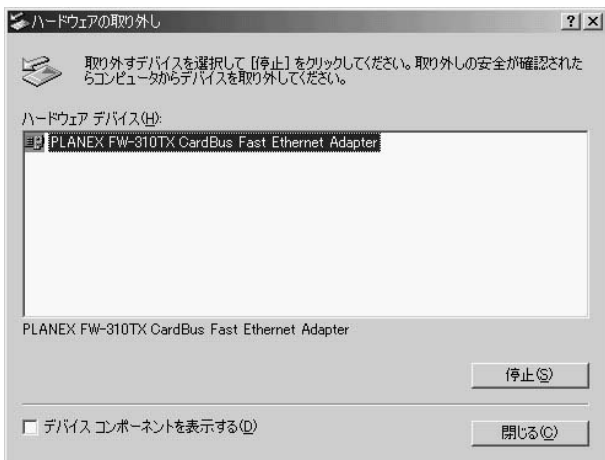 ハードウェアの取り外し
取り外すデバイスを選択して [停止] をクリックしてください。取り外しの安全が確認された
らコンピュータからデバイスを取り外してください。
ハードウェア デバイス(H):
PLANEX FW-310TX CardBus Fast Ethernet Adapter
PLANEX FW-310TX CardBus Fast Ethernet Adapter
停止(S)
デバイス コンポーネントを表示する(D)
閉じる(C)